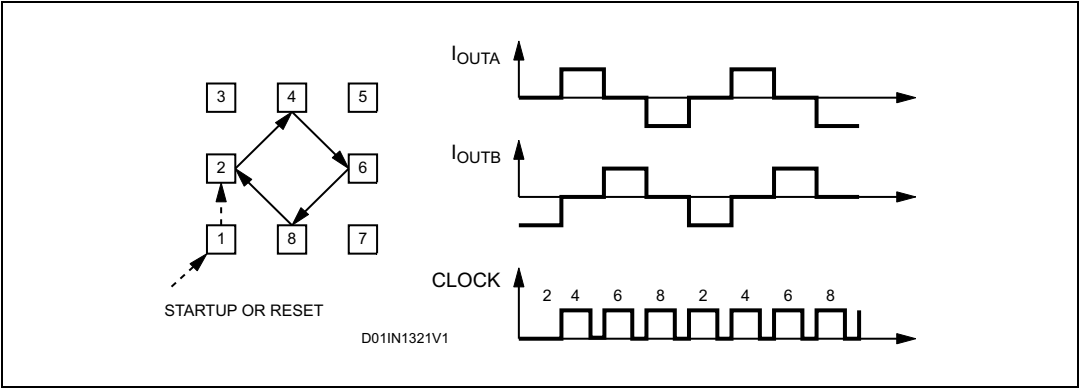 3 4 5
2 6
1 8 7
STARTUP OR RESET
D01IN1321V1
IOUTA
IOUTB
CLOCK
2 4 6 8 2 4 6 8